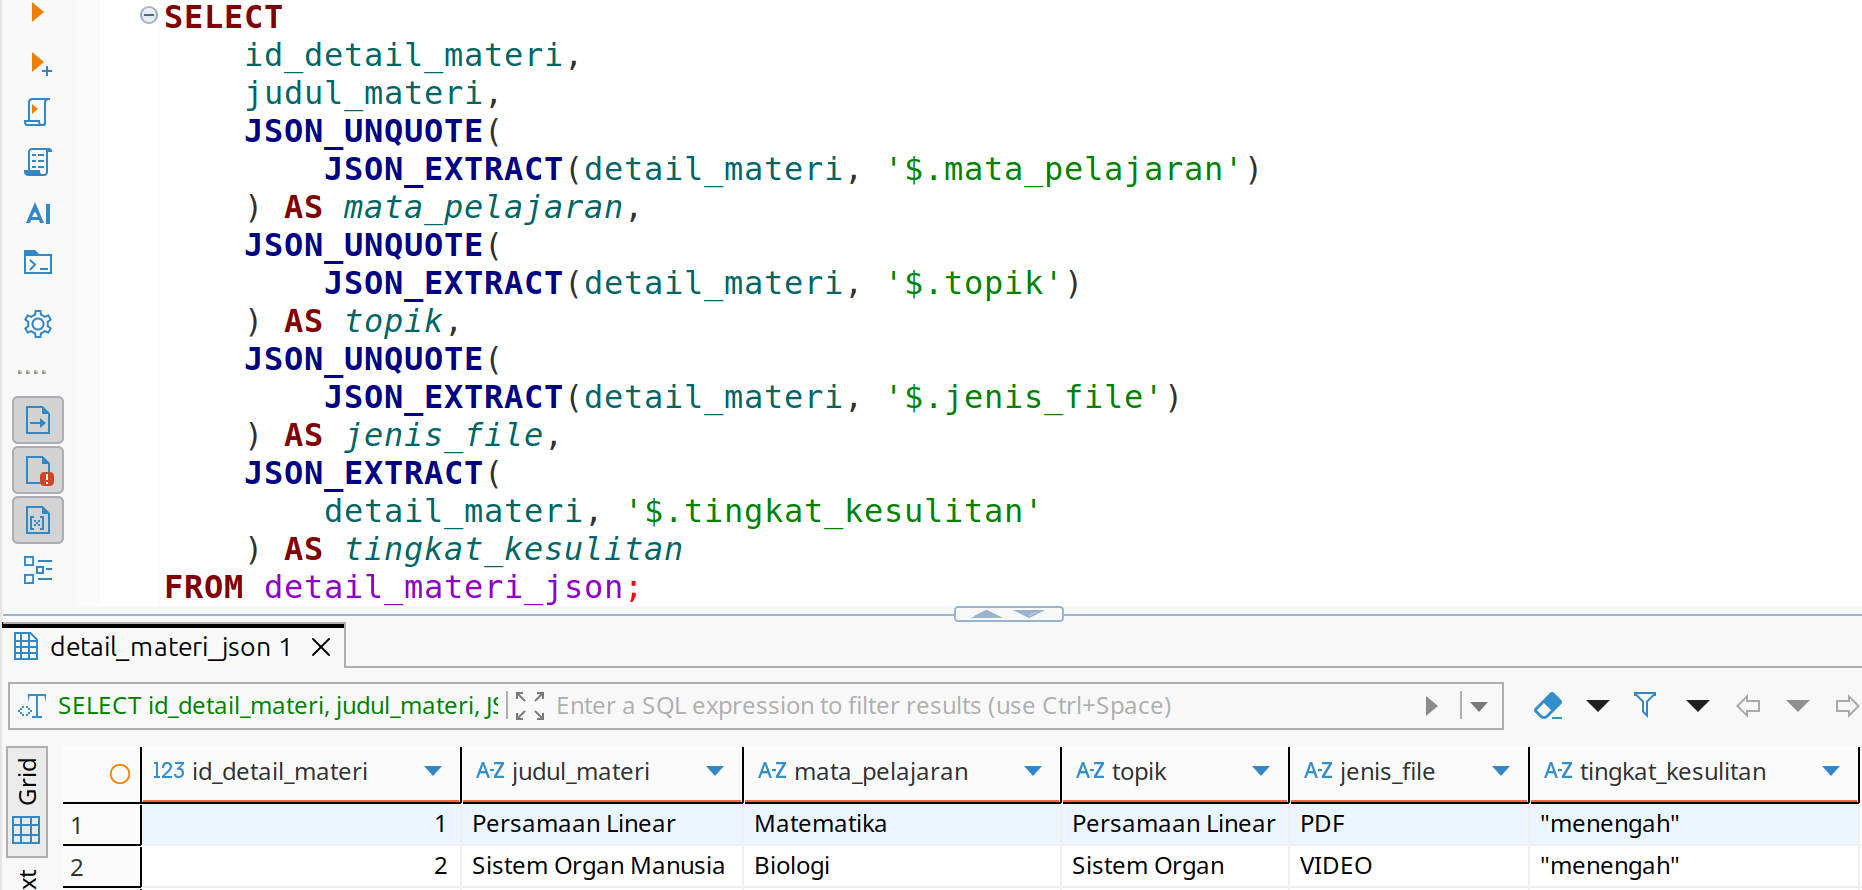 SELECT
id_detail_materi,
judul_materi,
JSON_UNQUOTE(
JSON_EXTRACT(detail_materi, '$.mata_pelajaran')
) AS mata_pelajaran,
JSON_UNQUOTE(
JSON_EXTRACT(detail_materi, '$.topik')
) AS topik,
JSON_UNQUOTE(
JSON_EXTRACT(detail_materi, '$.jenis_file')
) AS jenis_file,
JSON_EXTRACT(
detail_materi, '$.tingkat_kesulitan'
) AS tingkat_kesulitan
FROM detail_materi_json;
AI
detail_materi_json 1
SELECT id_detail_materi, judul_materi, JS
Enter a SQL expression to filter results (use Ctrl+Space)
Grid
123 id_detail_materi A-Z judul_materi A-Z mata_pelajaran A-Z topik A-Z jenis_file A-Z tingkat_kesulitan
1 1 Persamaan Linear Matematika Persamaan Linear PDF "menengah"
2 2 Sistem Organ Manusia Biologi Sistem Organ VIDEO "menengah"
xt